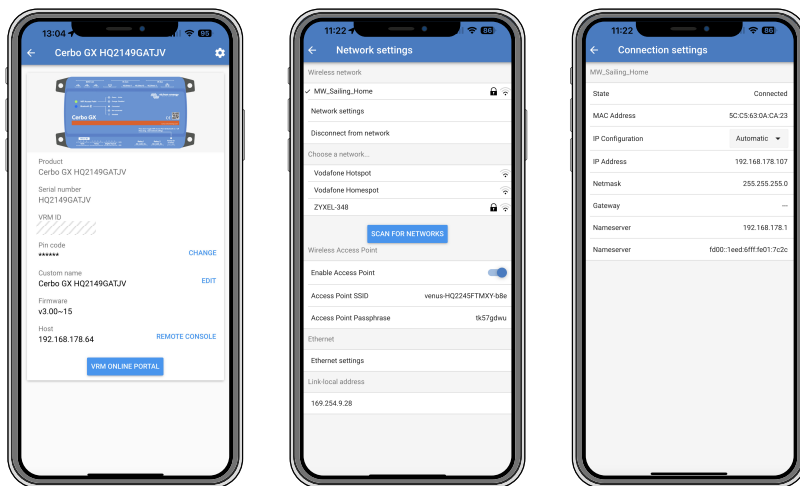 13:04
95
Cerbo GX HQ2149GATJV
Cerbo GX
Product
Cerbo GX HQ2149GATJV
Serial number
HQ2149GATJV
VRM ID
Pin code
****** CHANGE
Custom name
Cerbo GX HQ2149GATJV EDIT
Firmware
v3.00~15
Host
192.168.178.64 REMOTE CONSOLE
VRM ONLINE PORTAL
11:22
86
Network settings
Wireless network
MW_Sailing_Home
Network settings
Disconnect from network
Choose a network...
Vodafone Hotspot
Vodafone Homespot
ZYXEL-348
SCAN FOR NETWORKS
Wireless Access Point
Enable Access Point
Access Point SSID venus-HQ2245FTMXY-b8e
Access Point Passphrase tk57gdwu
Ethernet
Ethernet settings
Link-local address
169.254.9.28
11:22
86
Connection settings
MW_Sailing_Home
State Connected
MAC Address 5C:C5:63:0A:CA:23
IP Configuration Automatic
IP Address 192.168.178.107
Netmask 255.255.255.0
Gateway —
Nameserver 192.168.178.1
Nameserver fd00::1eed:6fff:fe01:7c2c